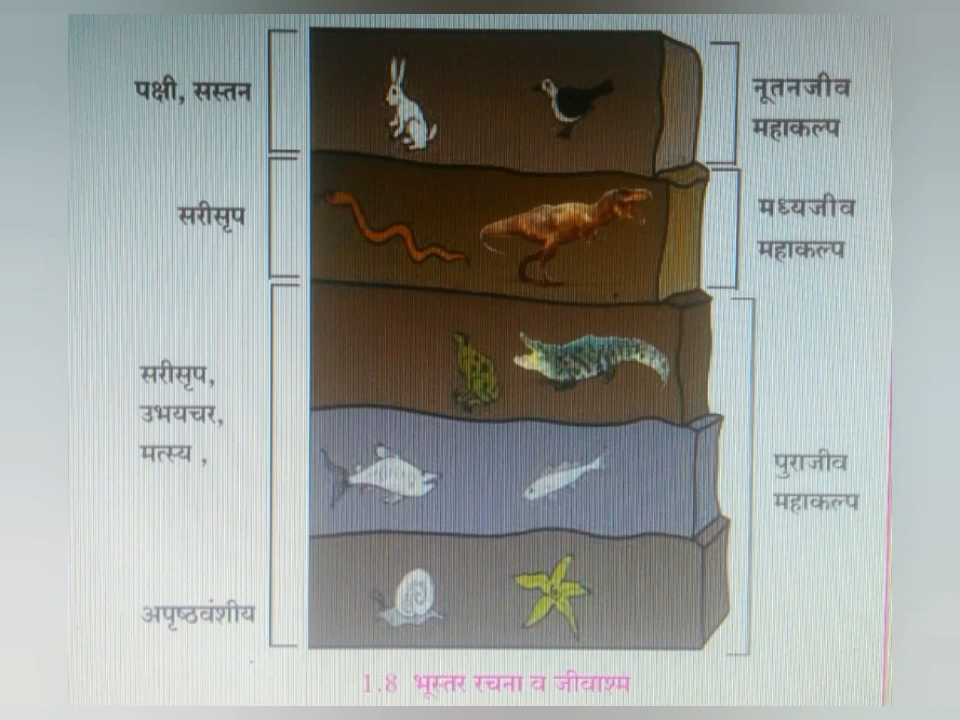 पक्षी, सस्तन
नूतनजीव
महाकल्प
सरीसृप
मध्यजीव
महाकल्प
सरीसृप,
उभयचर,
मत्स्य ,
पुराजीव
महाकल्प
अपृष्ठवंशीय
1.8 भूस्तर रचना व जीवाश्म